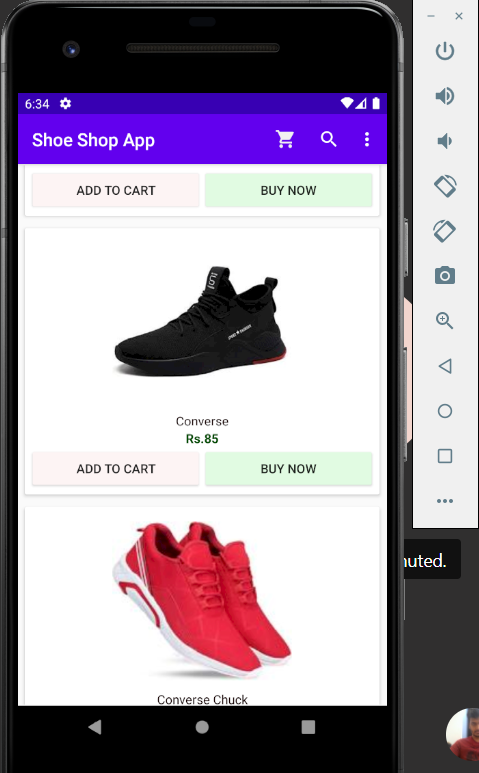 6:34
Shoe Shop App
ADD TO CART BUY NOW
Converse
Rs.85
ADD TO CART BUY NOW
Converse Chuck
nuted.